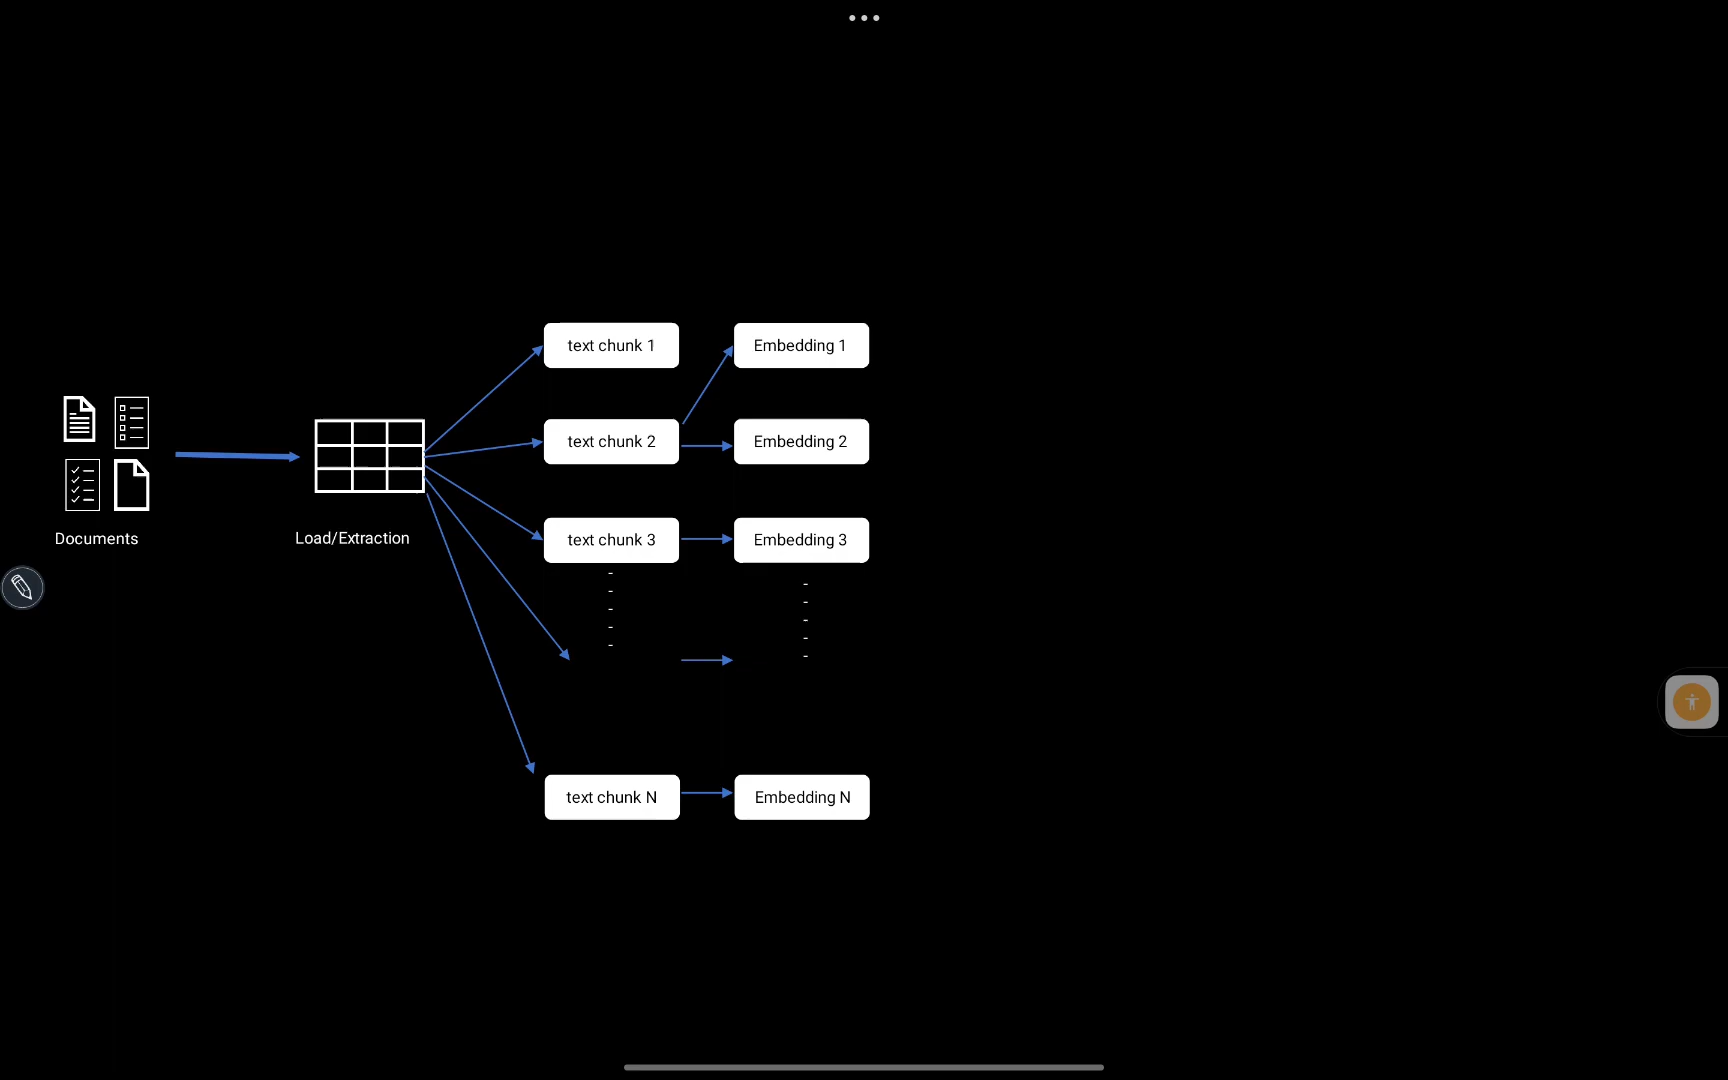 text chunk 1
Embedding 1
text chunk 2
Embedding 2
text chunk 3
Embedding 3
Documents
Load/Extraction
text chunk N
Embedding N